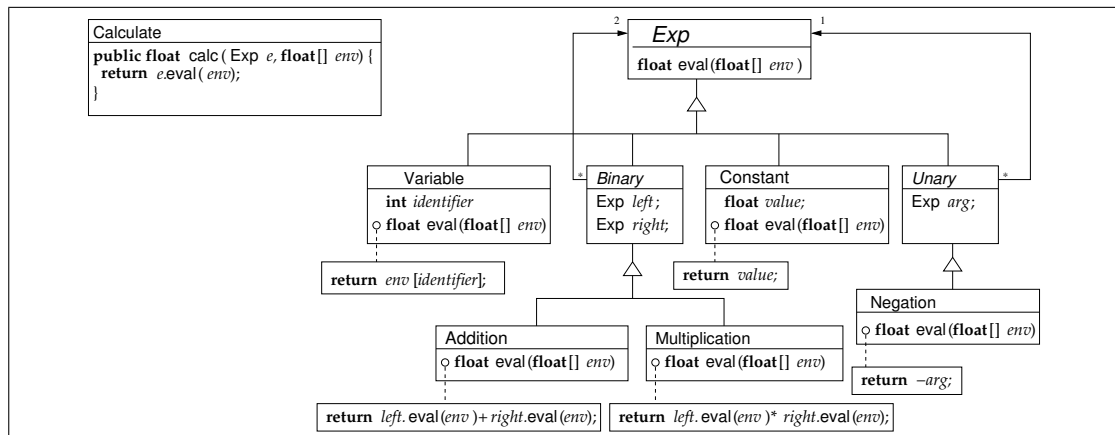 Calculate
public float calc ( Exp e, float[] env) {
return e.eval( env);
}
2
1
Exp
float eval(float[] env )
Variable
int identifier
float eval(float[] env)
return env [identifier];
*
Binary
Exp left ;
Exp right;
Constant
float value;
float eval(float[] env)
return value;
Unary
*
Exp arg;
Addition
float eval(float[] env)
return left. eval(env )+ right.eval(env);
Multiplication
float eval(float[] env)
return left. eval(env )* right.eval(env);
Negation
float eval(float[] env)
return –arg;